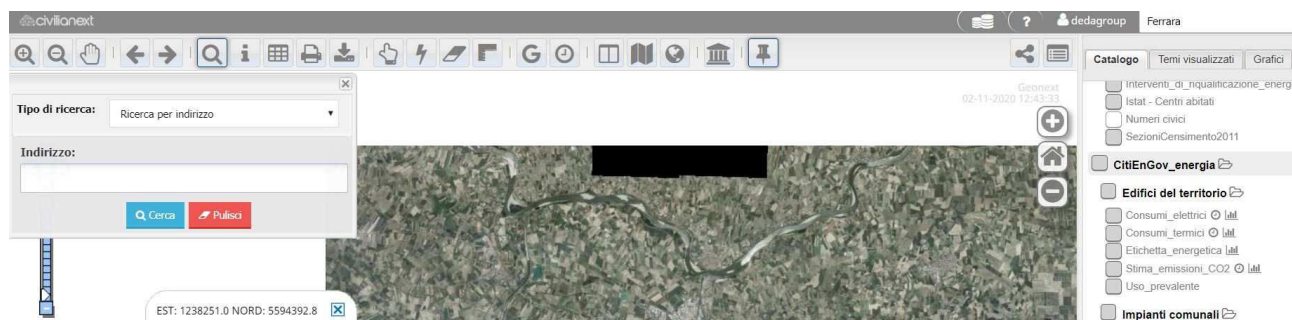 civilianext
? dedagroup Ferrara
G
Catalogo Temi visualizzati Grafici
Geonext
02-11-2020 12:43:33
Tipo di ricerca: Ricerca per indirizzo
Indirizzo:
Cerca Pulisci
EST: 1238251.0 NORD: 5594392.8
Interventi_di_riqualificazione_energ
Istat - Centri abitati
Numeri civici
SezioniCensimento2011
CitiEnGov_energia
Edifici del territorio
Consumi_elettrici
Consumi_termici
Etichetta_energetica
Stima_emissioni_CO2
Uso_prevalente
Impianti comunali